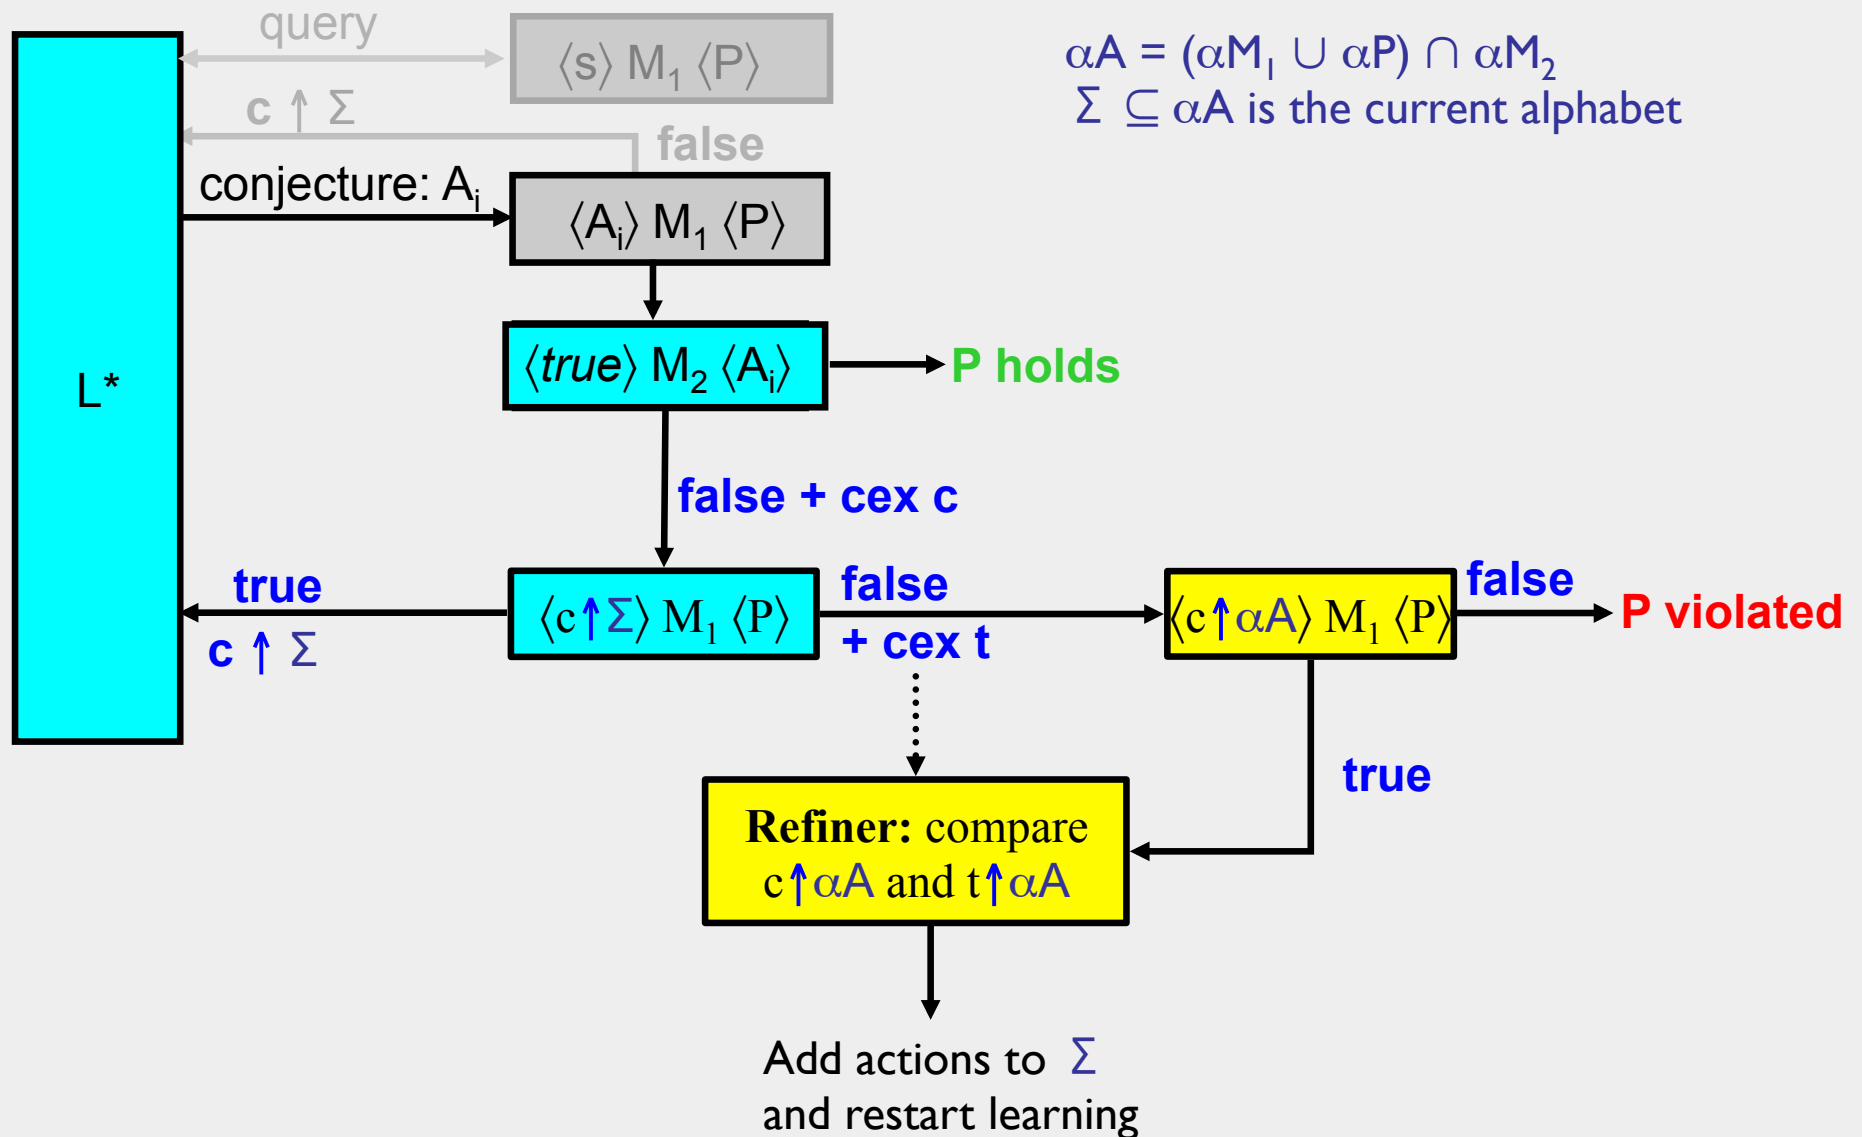 query
⟨s⟩ M₁ ⟨P⟩
αA = (αM₁ ∪ αP) ∩ αM₂
Σ ⊆ αA is the current alphabet
c ↑ Σ
false
conjecture: Aᵢ
⟨Aᵢ⟩ M₁ ⟨P⟩
L*
⟨true⟩ M₂ ⟨Aᵢ⟩
P holds
false + cex c
true
c ↑ Σ
⟨c↑Σ⟩ M₁ ⟨P⟩
false
+ cex t
⟨c↑αA⟩ M₁ ⟨P⟩
false
P violated
true
Refiner: compare
c↑αA and t↑αA
Add actions to Σ
and restart learning